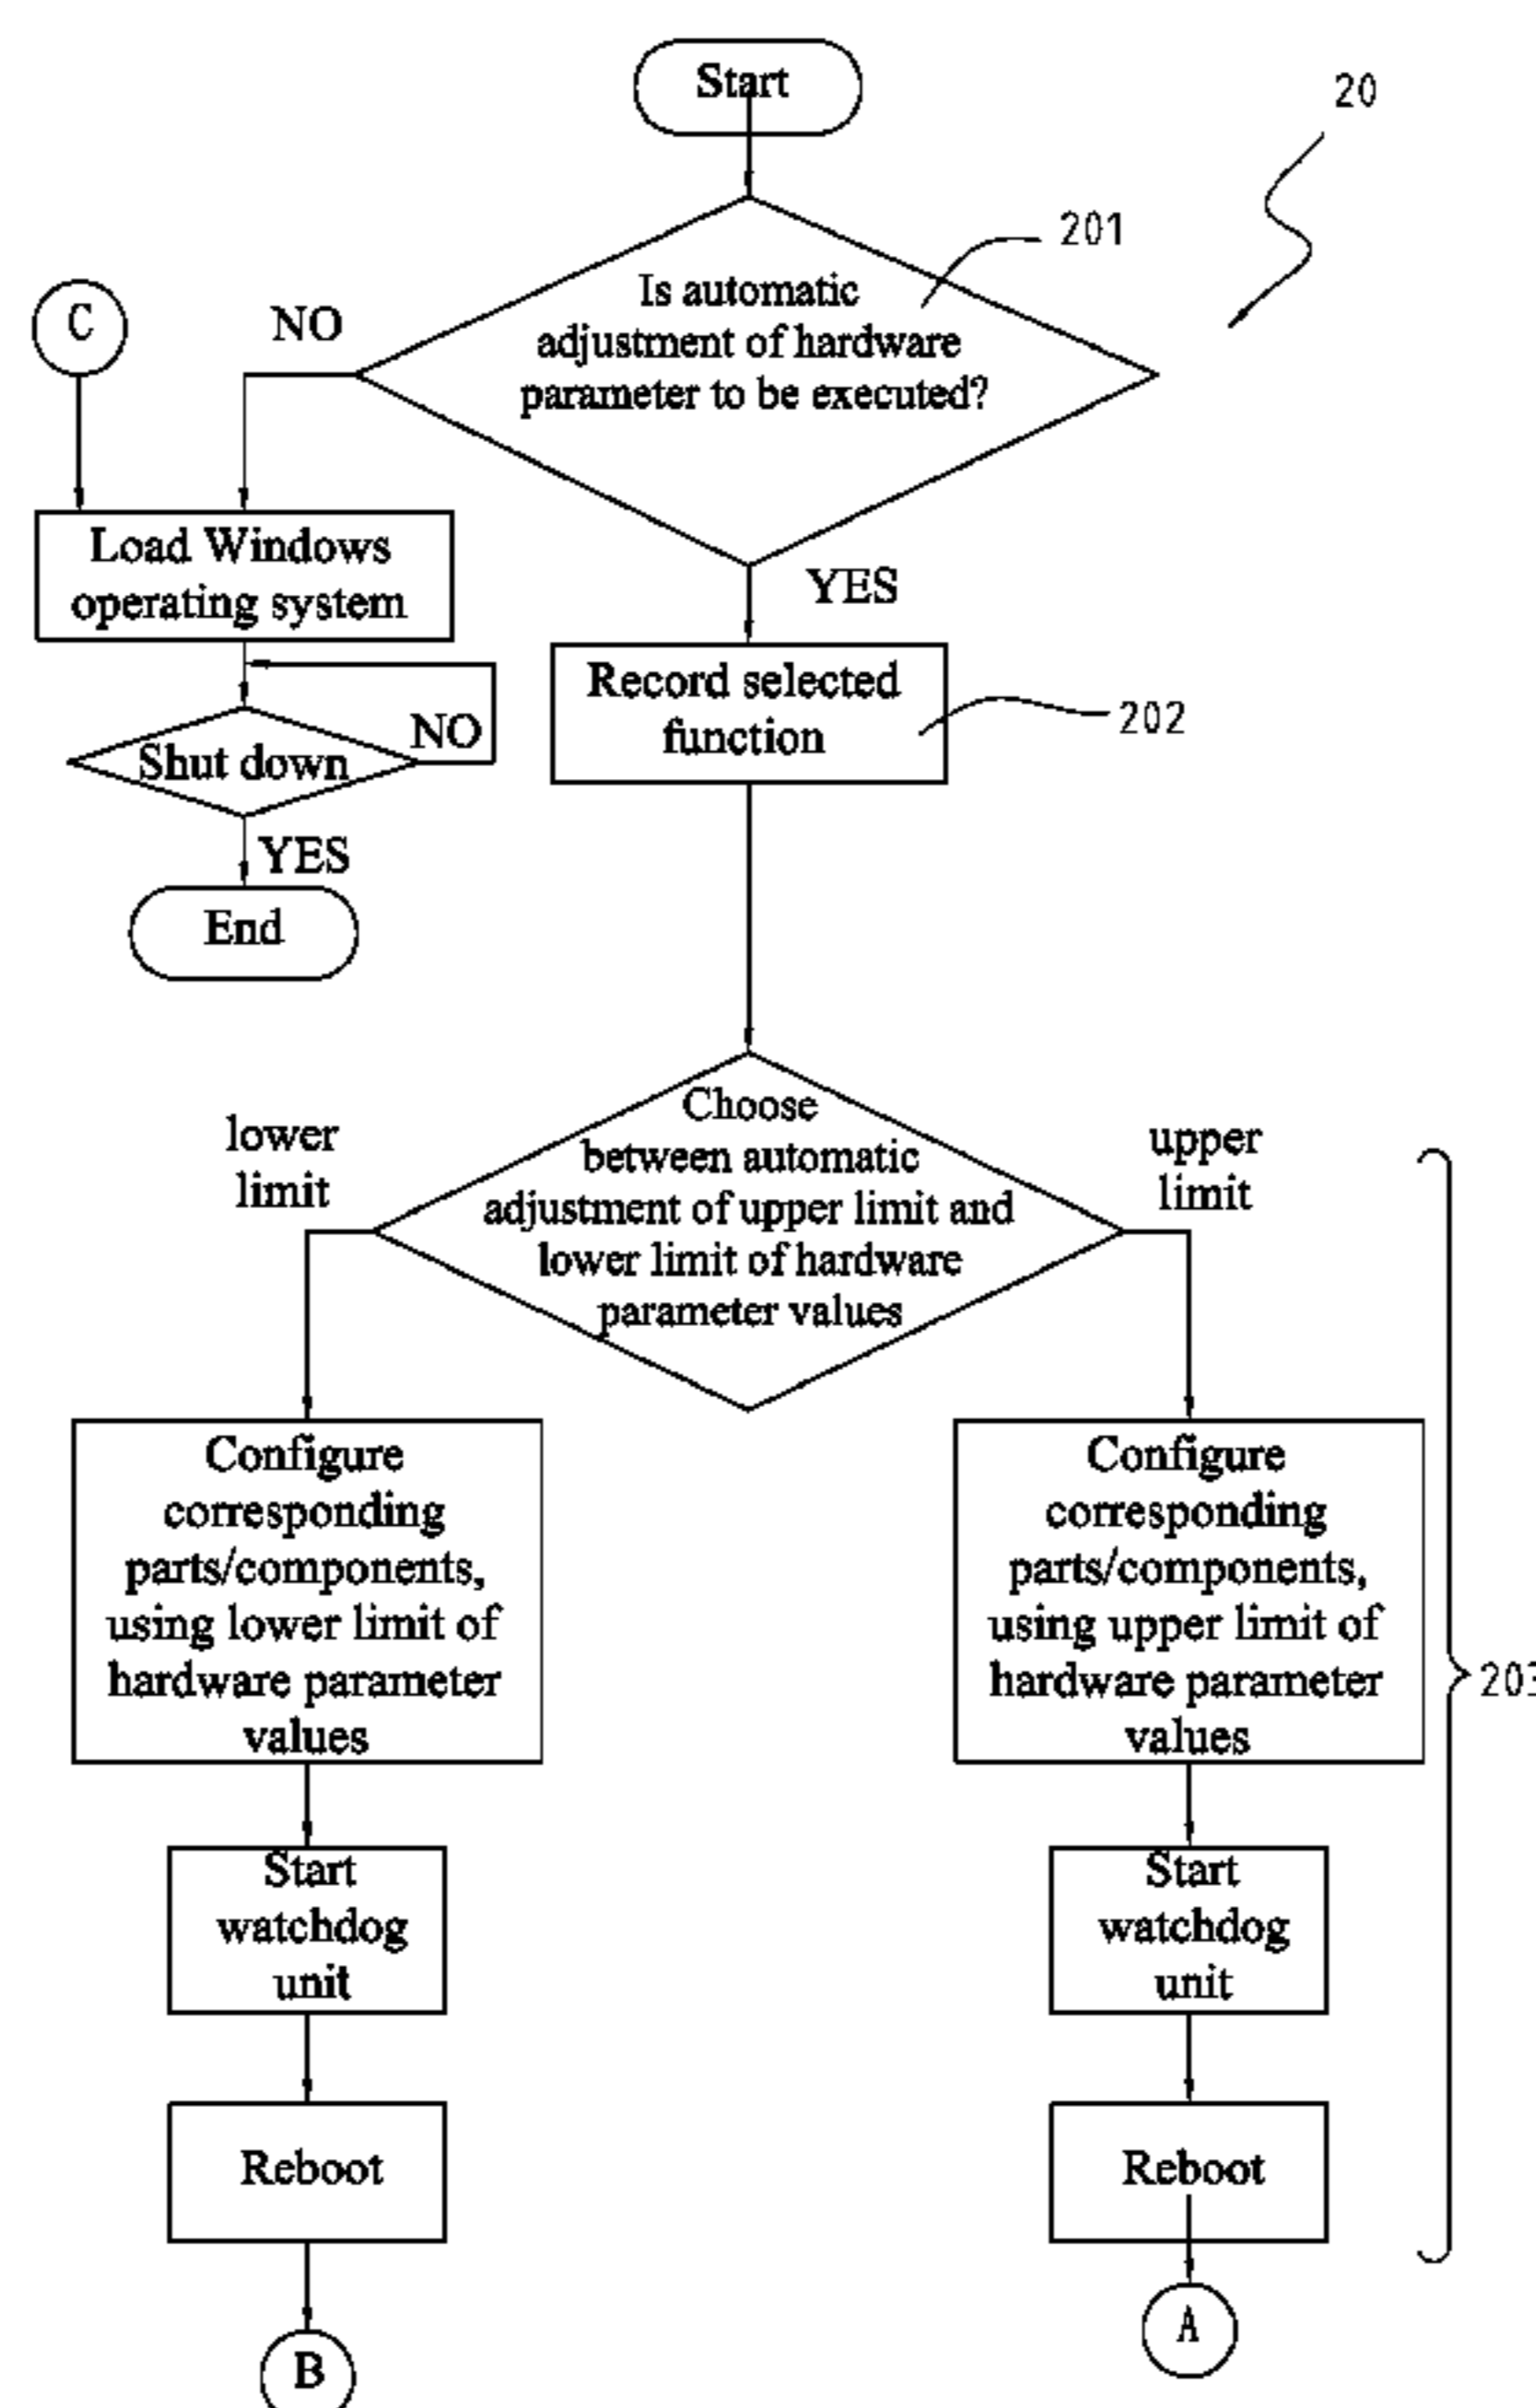 Start
20
201
Is automatic
adjustment of hardware
parameter to be executed?
NO
C
Load Windows
operating system
YES
Record selected
function
202
NO
Shut down
YES
End
Choose
between automatic
adjustment of upper limit and
lower limit of hardware
parameter values
lower
limit
upper
limit
Configure
corresponding
parts/components,
using lower limit of
hardware parameter
values
Configure
corresponding
parts/components,
using upper limit of
hardware parameter
values
203
Start
watchdog
unit
Start
watchdog
unit
Reboot
Reboot
A
B